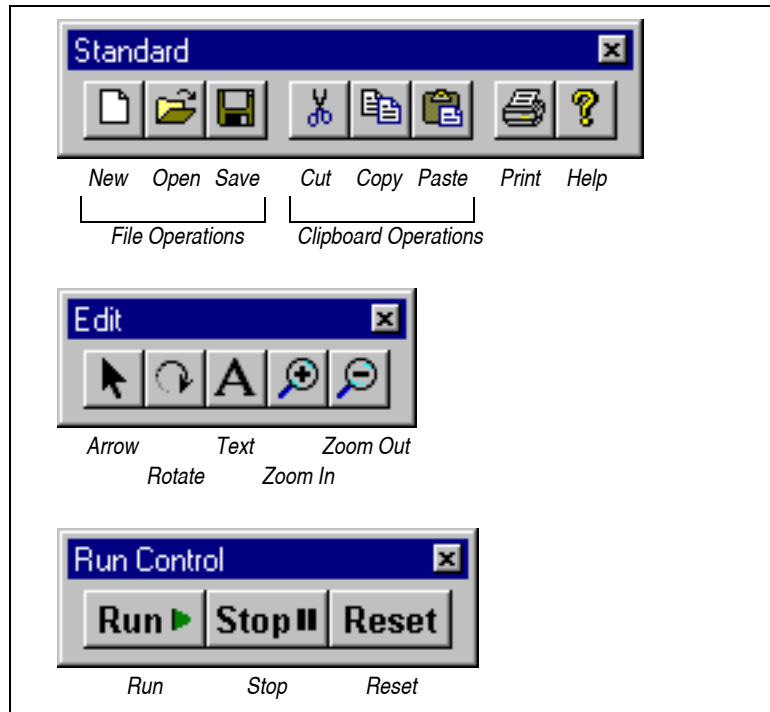 Standard
New Open Save Cut Copy Paste Print Help
File Operations Clipboard Operations
Edit
A
Arrow Text Zoom Out
Rotate Zoom In
Run Control
Run Stop Reset
Run Stop Reset